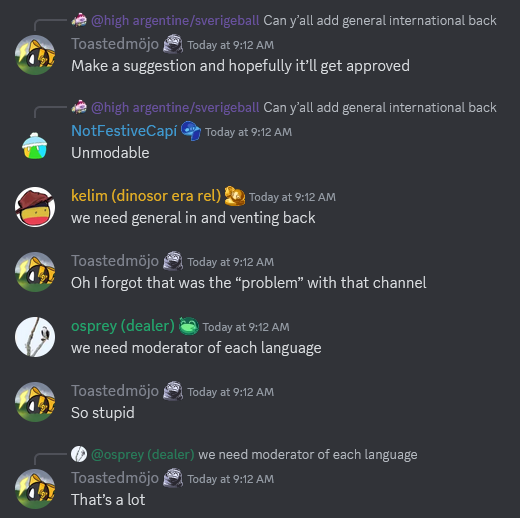 @high argentine/sverigeball Can y'all add general international back
Toastedmöjo Today at 9:12 AM
Make a suggestion and hopefully it'll get approved
@high argentine/sverigeball Can y'all add general international back
NotFestiveCapí Today at 9:12 AM
Unmodable
kelim (dinosor era rel) Today at 9:12 AM
we need general in and venting back
Toastedmöjo Today at 9:12 AM
Oh I forgot that was the “problem” with that channel
osprey (dealer) Today at 9:12 AM
we need moderator of each language
Toastedmöjo Today at 9:12 AM
So stupid
@osprey (dealer) we need moderator of each language
Toastedmöjo Today at 9:12 AM
That's a lot